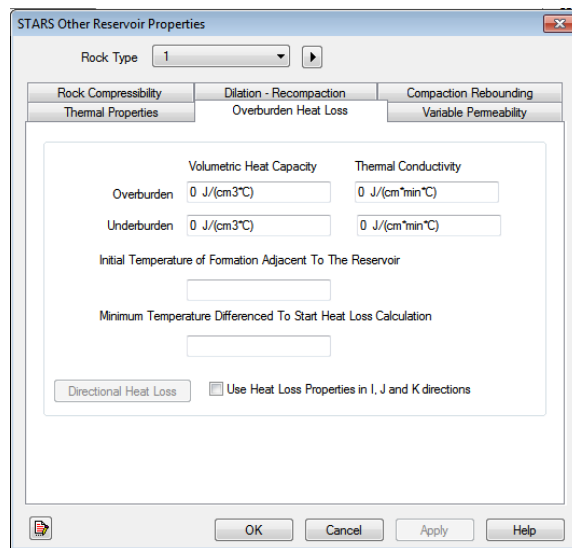 STARS Other Reservoir Properties
Rock Type 1
Rock Compressibility Dilation - Recompaction Compaction Rebounding
Thermal Properties Overburden Heat Loss Variable Permeability
Volumetric Heat Capacity Thermal Conductivity
Overburden 0 J/(cm3*C) 0 J/(cm*min*C)
Underburden 0 J/(cm3*C) 0 J/(cm*min*C)
Initial Temperature of Formation Adjacent To The Reservoir
Minimum Temperature Differenced To Start Heat Loss Calculation
Directional Heat Loss Use Heat Loss Properties in I, J and K directions
OK Cancel Apply Help